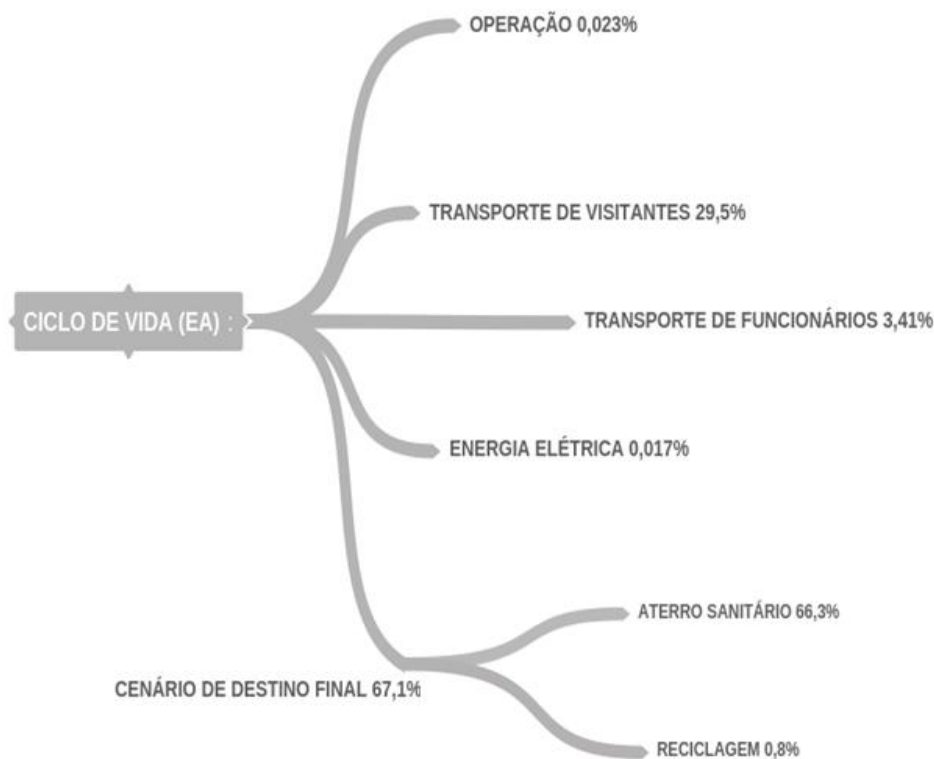 OPERAÇÃO 0,023%
TRANSPORTE DE VISITANTES 29,5%
CICLO DE VIDA (EA) :
TRANSPORTE DE FUNCIONÁRIOS 3,41%
ENERGIA ELÉTRICA 0,017%
ATERRO SANITÁRIO 66,3%
CENÁRIO DE DESTINO FINAL 67,1%
RECICLAGEM 0,8%